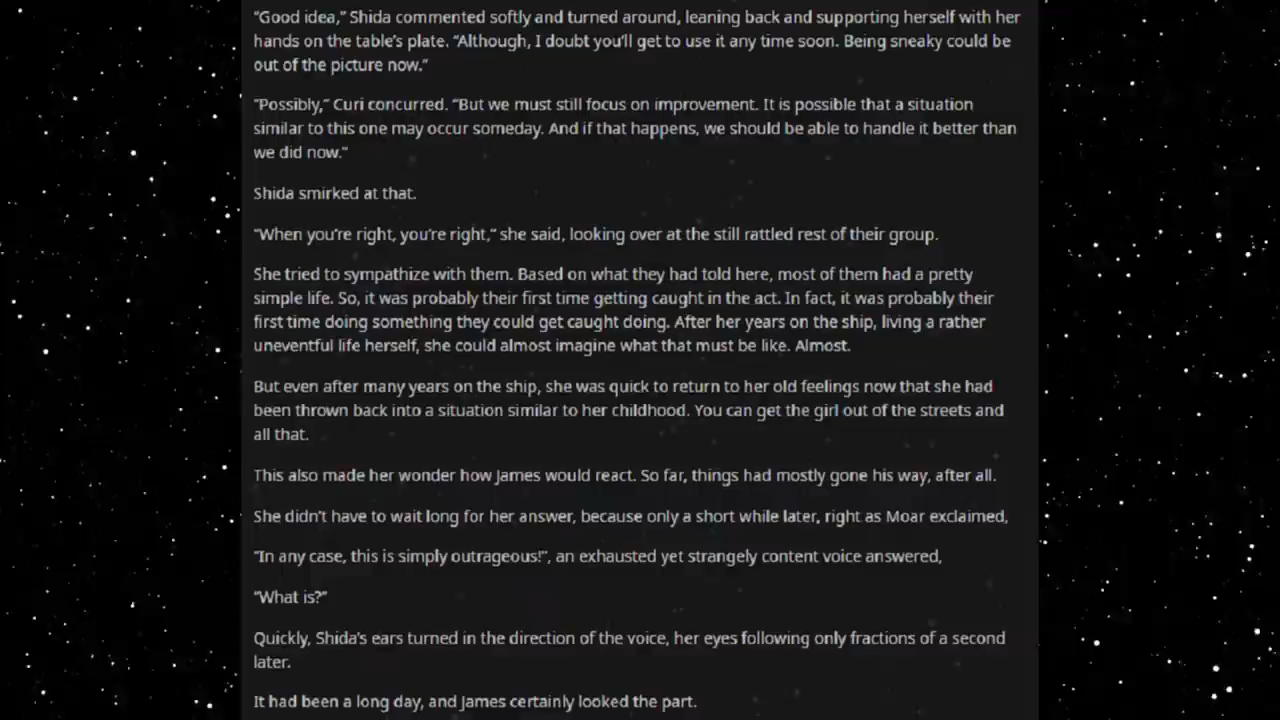 “Good idea,” Shida commented softly and turned around, leaning back and supporting herself with her
hands on the table’s plate. “Although, I doubt you’ll get to use it any time soon. Being sneaky could be
out of the picture now.”
“Possibly,” Curi concurred. “But we must still focus on improvement. It is possible that a situation
similar to this one may occur someday. And if that happens, we should be able to handle it better than
we did now.”
Shida smirked at that.
“When you’re right, you’re right,” she said, looking over at the still rattled rest of their group.
She tried to sympathize with them. Based on what they had told here, most of them had a pretty
simple life. So, it was probably their first time getting caught in the act. In fact, it was probably their
first time doing something they could get caught doing. After her years on the ship, living a rather
uneventful life herself, she could almost imagine what that must be like. Almost.
But even after many years on the ship, she was quick to return to her old feelings now that she had
been thrown back into a situation similar to her childhood. You can get the girl out of the streets and
all that.
This also made her wonder how James would react. So far, things had mostly gone his way, after all.
She didn’t have to wait long for her answer, because only a short while later, right as Moar exclaimed,
“In any case, this is simply outrageous!”, an exhausted yet strangely content voice answered,
“What is?”
Quickly, Shida’s ears turned in the direction of the voice, her eyes following only fractions of a second
later.
It had been a long day, and James certainly looked the part.